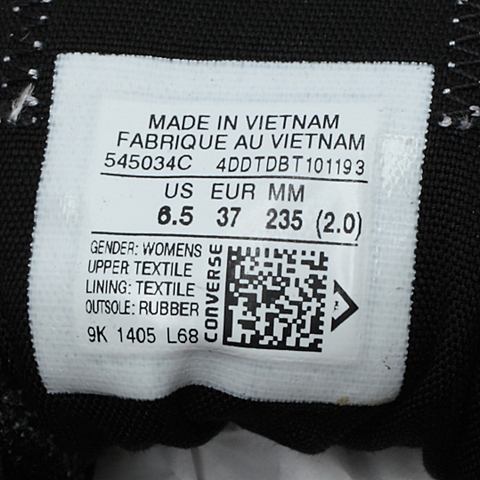 MADE IN VIETNAM
FABRIQUE AU VIETNAM
545034C 4DDTDBT101193
US EUR MM
6.5 37 235 (2.0)
GENDER: WOMENS
UPPER TEXTILE
LINING: TEXTILE
OUTSOLE: RUBBER
9K 1405 L68
CONVERSE